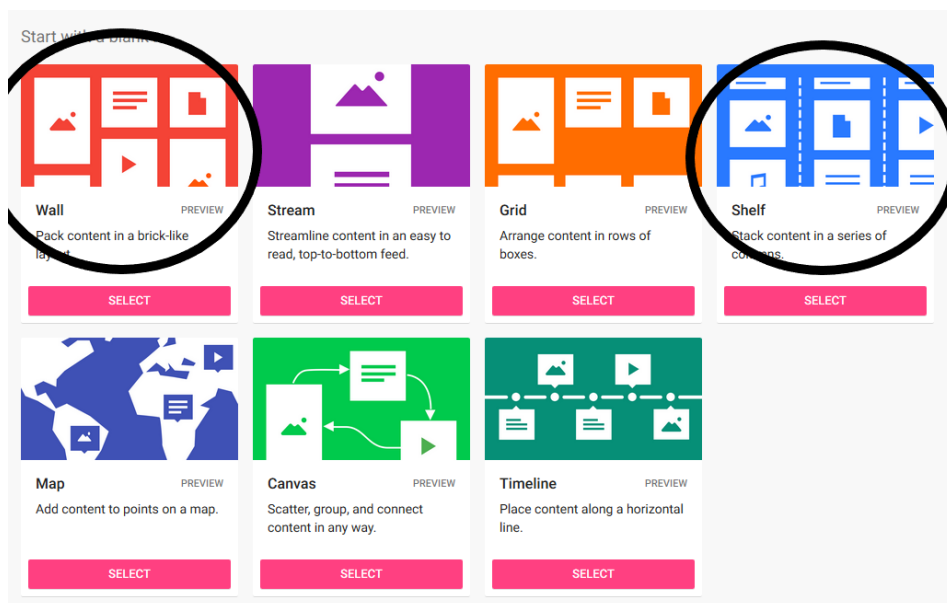 Start with a blank
Wall PREVIEW
Pack content in a brick-like
layout.
SELECT
Stream PREVIEW
Streamline content in an easy to
read, top-to-bottom feed.
SELECT
Grid PREVIEW
Arrange content in rows of
boxes.
SELECT
Shelf PREVIEW
Stack content in a series of
columns.
SELECT
Map PREVIEW
Add content to points on a map.
SELECT
Canvas PREVIEW
Scatter, group, and connect
content in any way.
SELECT
Timeline PREVIEW
Place content along a horizontal
line.
SELECT